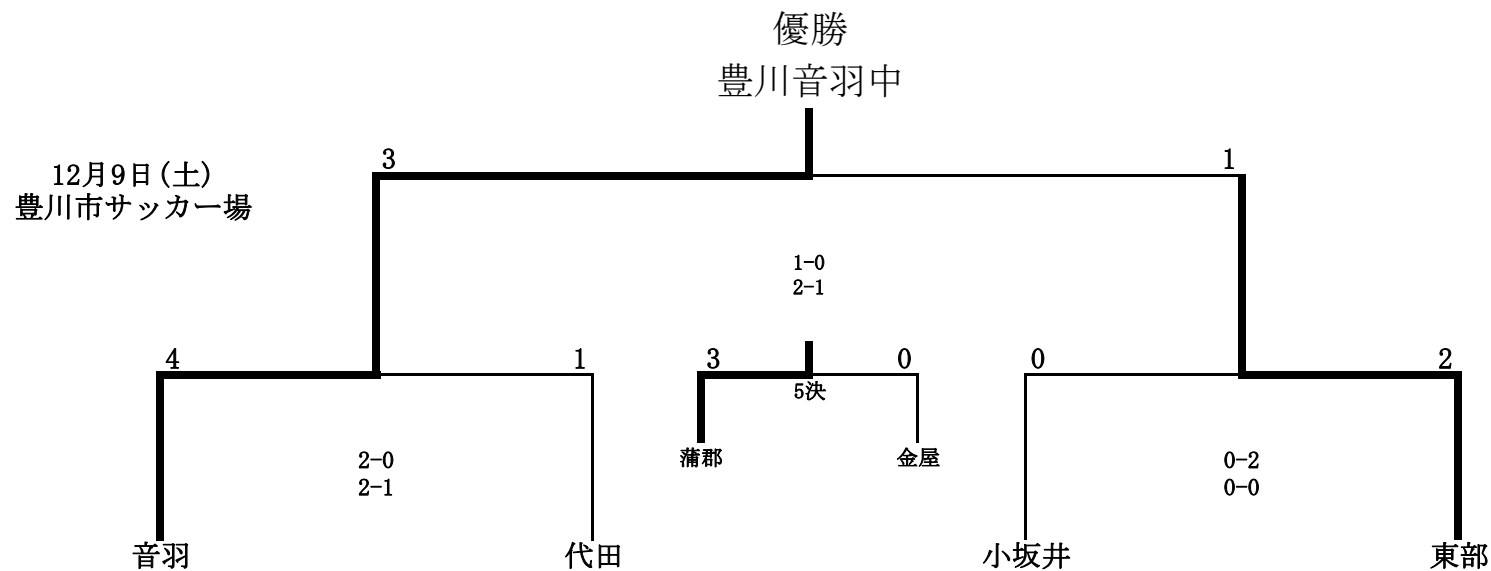 優勝
豊川音羽中
12月9日(土)
豊川市サッカー場
3
1
1-0
2-1
4
1
3
0
0
2
5決
蒲郡
金屋
2-0
2-1
0-2
0-0
音羽
代田
小坂井
東部